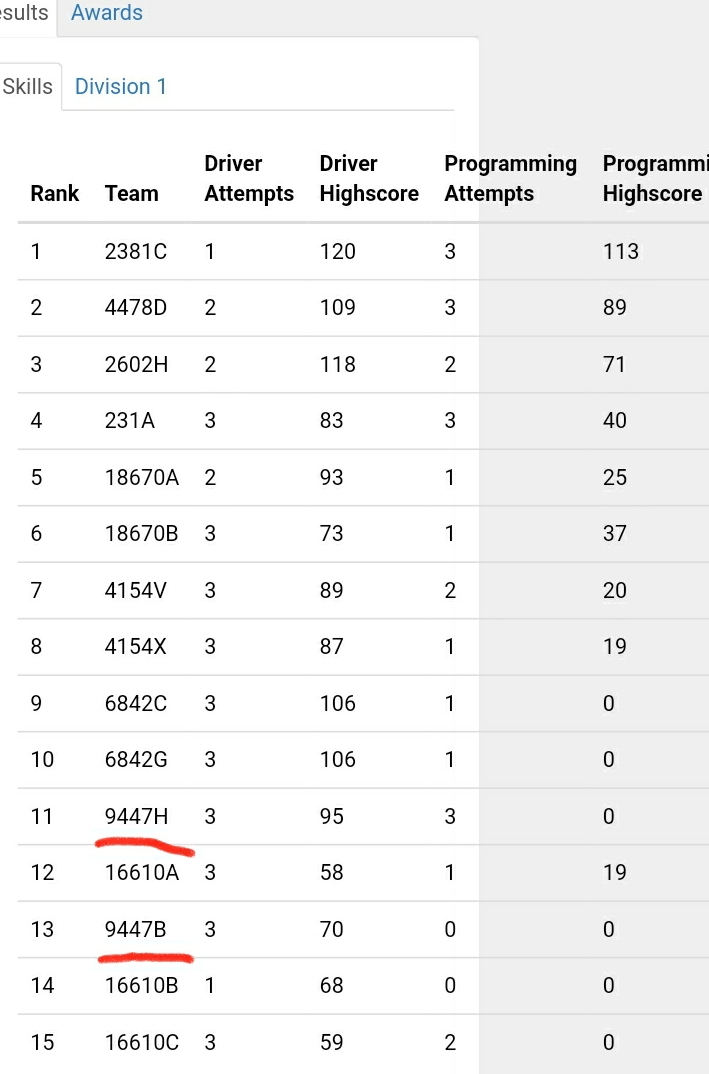 esults Awards
Skills Division 1
Rank Team Driver Attempts Driver Highscore Programming Attempts Programmi Highscore
1 2381C 1 120 3 113
2 4478D 2 109 3 89
3 2602H 2 118 2 71
4 231A 3 83 3 40
5 18670A 2 93 1 25
6 18670B 3 73 1 37
7 4154V 3 89 2 20
8 4154X 3 87 1 19
9 6842C 3 106 1 0
10 6842G 3 106 1 0
11 9447H 3 95 3 0
12 16610A 3 58 1 19
13 9447B 3 70 0 0
14 16610B 1 68 0 0
15 16610C 3 59 2 0